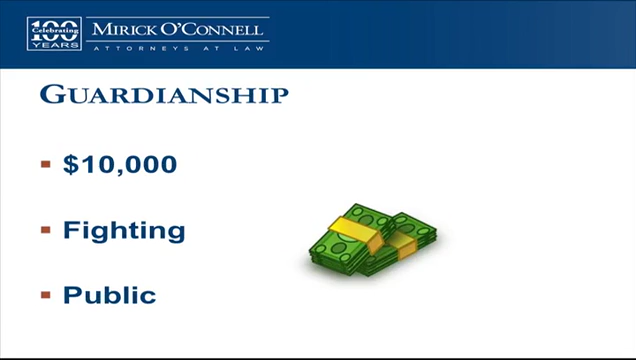 Celebrating
100
YEARS
MIRICK O'CONNELL
ATTORNEYS AT LAW
GUARDIANSHIP
$10,000
Fighting
Public